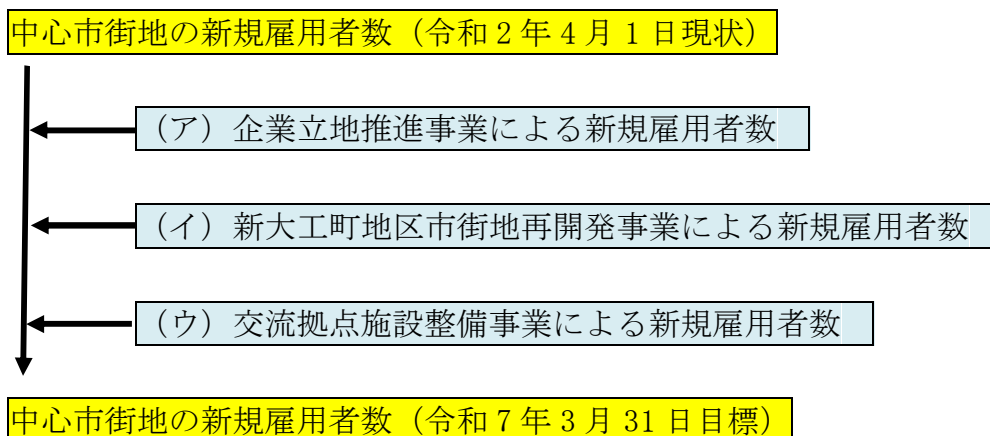 中心市街地の新規雇用者数（令和2年4月1日現状）
（ア）企業立地推進事業による新規雇用者数
（イ）新大工町地区市街地再開発事業による新規雇用者数
（ウ）交流拠点施設整備事業による新規雇用者数
中心市街地の新規雇用者数（令和7年3月31日目標）